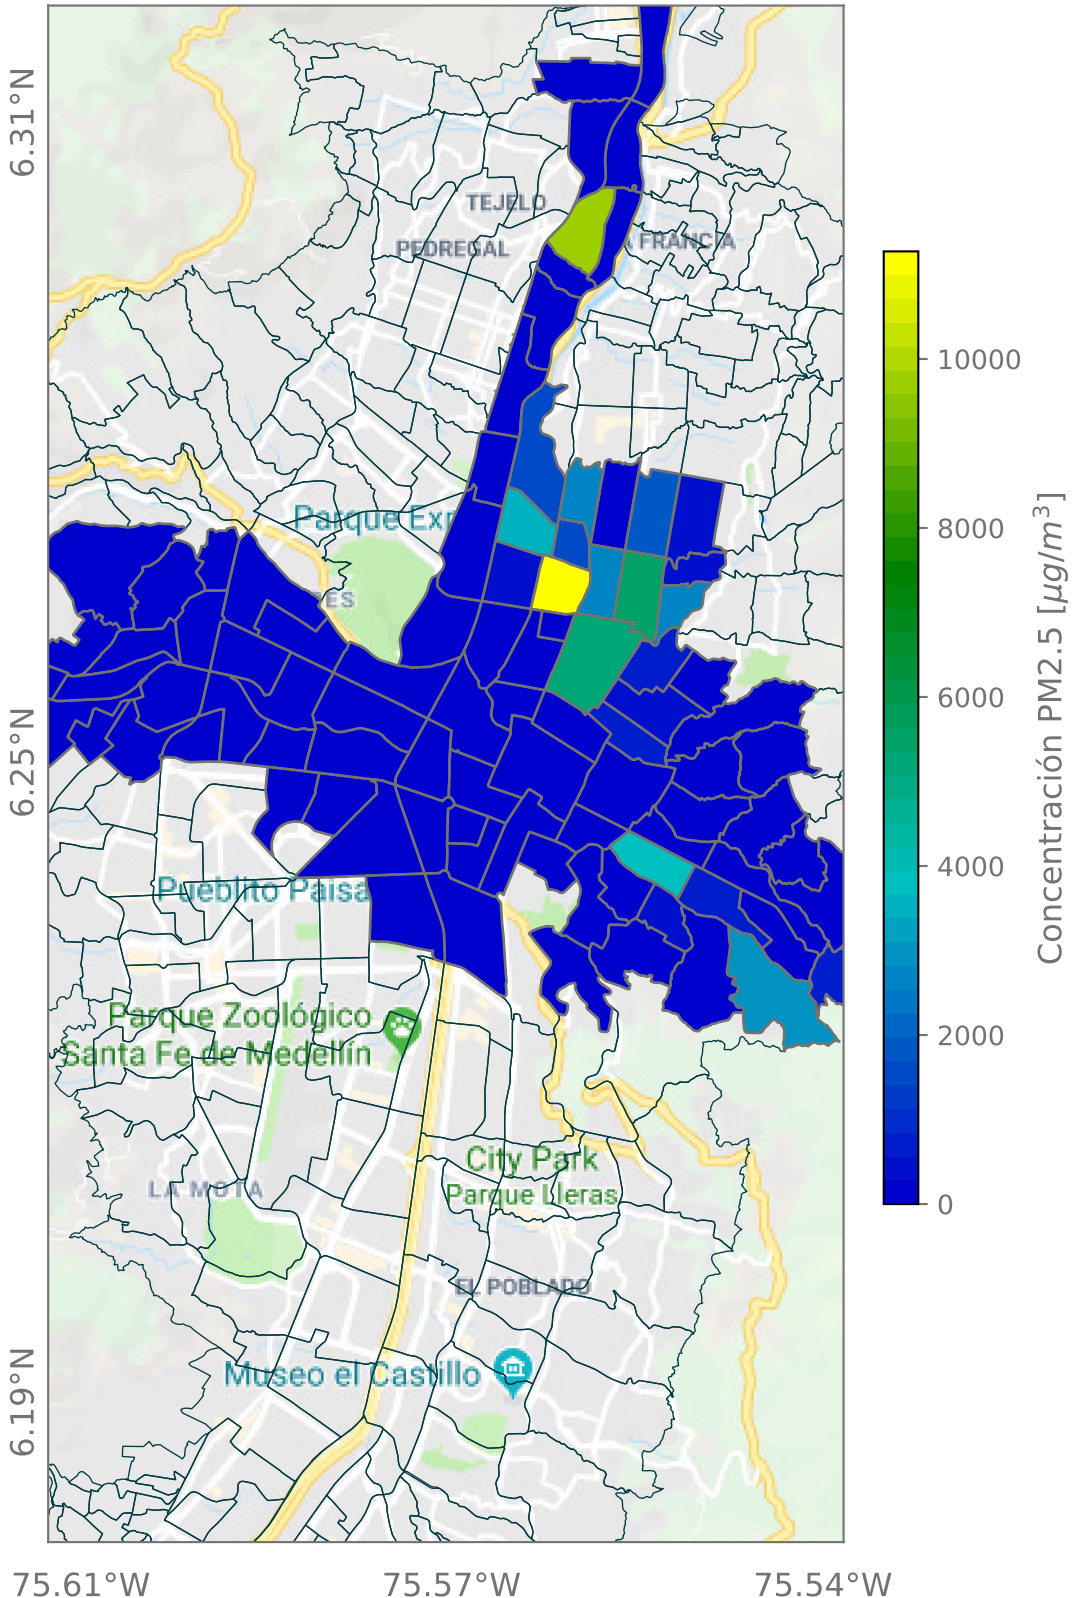 6.31°N
6.25°N
6.19°N
TEJELO
PEDREGAL
A FRANCIA
Parque Exp
ES
Pueblito Paisa
Parque Zoológico
Santa Fe de Medellín
City Park
Parque Lleras
LA MOTA
EL POBLADO
Museo el Castillo
75.61°W
75.57°W
75.54°W
10000
8000
6000
4000
2000
0
Concentración PM2.5 [μg/m³]